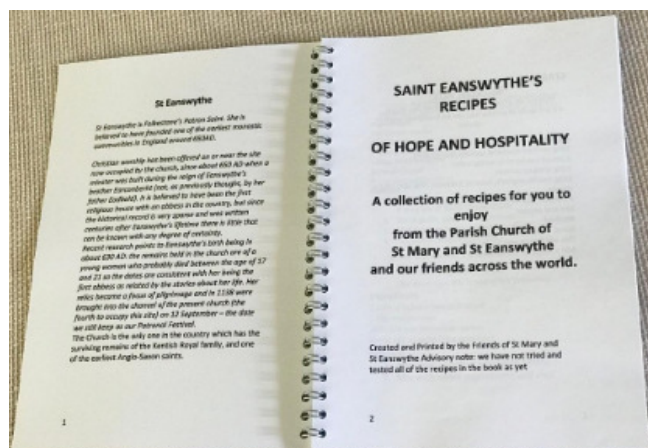 St Eanswythe
St Eanswythe is Folkestone's Patron Saint. She is
believed to have founded one of the earliest monastic
communities in England around 660AD.
Christian worship has been offered on or near the site
now occupied by the church, since about 660 AD when a
minster was built during the reign of Eanswythe's
brother (not, as previously thought, by her
father Eadbald). It is believed to have been the first
religious house with an abbess in the country, but since
the historical record is very sparse and was written
centuries after Eanswythe's lifetime there is little that
can be known with any degree of certainty.
Recent research points to Eanswythe's birth being in
about 630 AD: the remains held in the church are of a
young woman who probably died between the age of 17
and 21 so the dates are consistent with her being the
first abbess as related by the stories about her life. Her
relics became a focus of pilgrimage and in 1138 were
brought into the chancel of the present church (the
fourth to occupy this site) on 12 September – the date
we still keep as our Patronal Festival.
The Church is the only one in the country which has the
surviving remains of the Kentish Royal family, and one
of the earliest Anglo-Saxon saints.
1
SAINT EANSWYTHE'S
RECIPES
OF HOPE AND HOSPITALITY
A collection of recipes for you to
enjoy
from the Parish Church of
St Mary and St Eanswythe
and our friends across the world.
Created and Printed by the Friends of St Mary and
St Eanswythe Advisory note: we have not tried and
tested all of the recipes in the book as yet
2